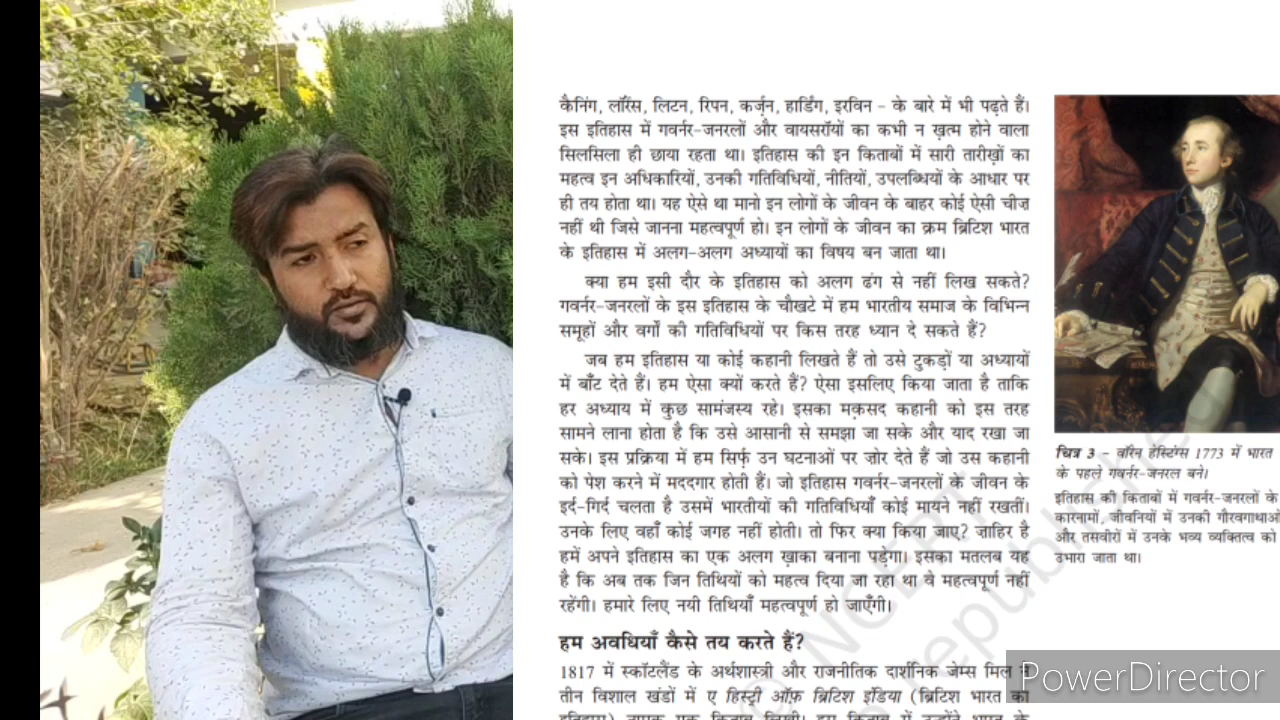 कैनिंग, लॉरेंस, लिटन, रिपन, कर्ज़न, हार्डिंग, इरविन – के बारे में भी पढ़ते हैं।
इस इतिहास में गवर्नर-जनरलों और वायसरॉयों का कभी न ख़त्म होने वाला
सिलसिला ही छाया रहता था। इतिहास की इन किताबों में सारी तारीख़ों का
महत्व इन अधिकारियों, उनकी गतिविधियों, नीतियों, उपलब्धियों के आधार पर
ही तय होता था। यह ऐसे था मानो इन लोगों के जीवन के बाहर कोई ऐसी चीज़
नहीं थी जिसे जानना महत्वपूर्ण हो। इन लोगों के जीवन का क्रम ब्रिटिश भारत
के इतिहास में अलग-अलग अध्यायों का विषय बन जाता था।
क्या हम इसी दौर के इतिहास को अलग ढंग से नहीं लिख सकते?
गवर्नर-जनरलों के इस इतिहास के चौखटे में हम भारतीय समाज के विभिन्न
समूहों और वर्गों की गतिविधियों पर किस तरह ध्यान दे सकते हैं?
जब हम इतिहास या कोई कहानी लिखते हैं तो उसे टुकड़ों या अध्यायों
में बाँट देते हैं। हम ऐसा क्यों करते हैं? ऐसा इसलिए किया जाता है ताकि
हर अध्याय में कुछ सामंजस्य रहे। इसका मक़सद कहानी को इस तरह
सामने लाना होता है कि उसे आसानी से समझा जा सके और याद रखा जा
सके। इस प्रक्रिया में हम सिर्फ़ उन घटनाओं पर ज़ोर देते हैं जो उस कहानी
को पेश करने में मददगार होती हैं। जो इतिहास गवर्नर-जनरलों के जीवन के
इर्द-गिर्द चलता है उसमें भारतीयों की गतिविधियाँ कोई मायने नहीं रखतीं।
उनके लिए वहाँ कोई जगह नहीं होती। तो फिर क्या किया जाए? ज़ाहिर है
हमें अपने इतिहास का एक अलग ख़ाका बनाना पड़ेगा। इसका मतलब यह
है कि अब तक जिन तिथियों को महत्व दिया जा रहा था वे महत्वपूर्ण नहीं
रहेंगी। हमारे लिए नयी तिथियाँ महत्वपूर्ण हो जाएँगी।
हम अवधियाँ कैसे तय करते हैं?
1817 में स्कॉटलैंड के अर्थशास्त्री और राजनीतिक दार्शनिक जेम्स मिल ने
तीन विशाल खंडों में ए हिस्ट्री ऑफ़ ब्रिटिश इंडिया (ब्रिटिश भारत का
चित्र 3 – वॉरेन हेस्टिंग्स 1773 में भारत
के पहले गवर्नर-जनरल बने।
इतिहास की किताबों में गवर्नर-जनरलों के
कारनामों, जीवनियों में उनकी गौरवगाथाओं
और तसवीरों में उनके भव्य व्यक्तित्व को
उभारा जाता था।
NCERT
republishe
PowerDirector